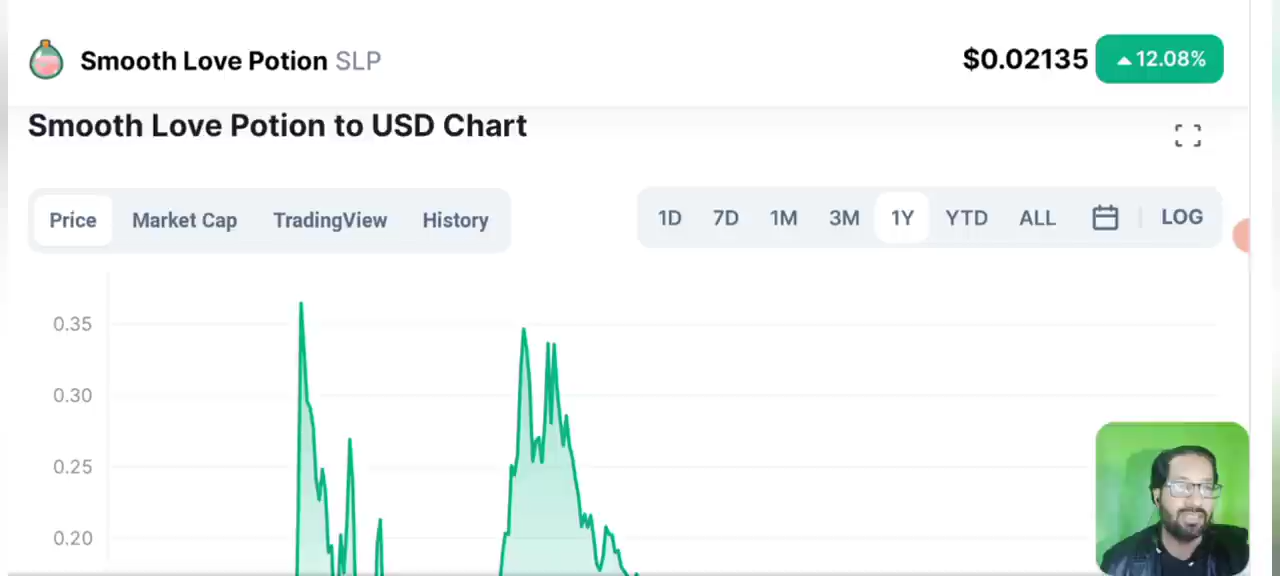 Smooth Love Potion SLP $0.02135 12.08%
Smooth Love Potion to USD Chart
Price Market Cap TradingView History 1D 7D 1M 3M 1Y YTD ALL LOG
0.35
0.30
0.25
0.20